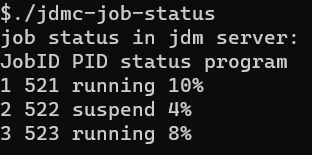 $./jdmc-job-status
job status in jdm server:
JobID PID status program
1 521 running 10%
2 522 suspend 4%
3 523 running 8%